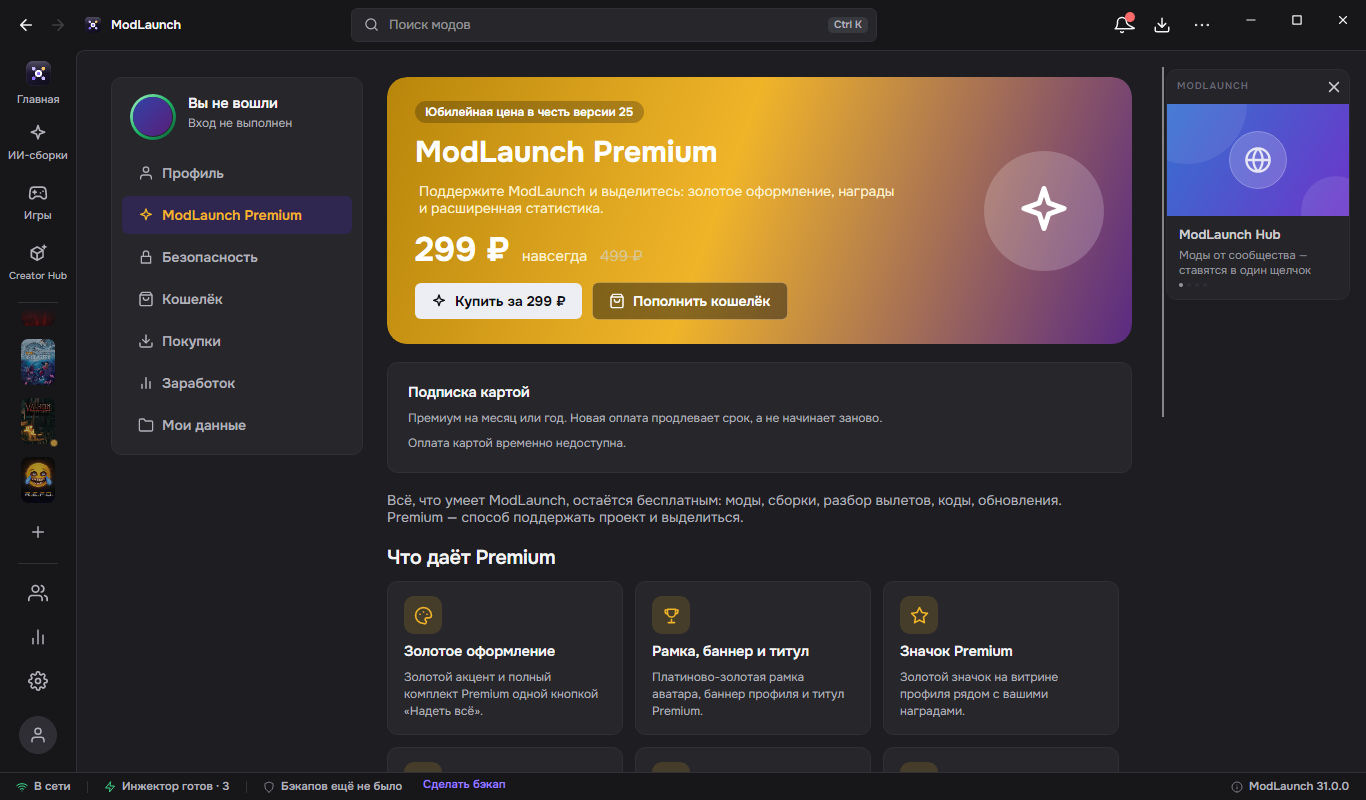 ModLaunch
Поиск модов
Ctrl K
Главная
ИИ-сборки
Игры
Creator Hub
Вы не вошли
Вход не выполнен
Профиль
ModLaunch Premium
Безопасность
Кошелёк
Покупки
Заработок
Мои данные
Юбилейная цена в честь версии 25
ModLaunch Premium
Поддержите ModLaunch и выделитесь: золотое оформление, награды
и расширенная статистика.
299 ₽ навсегда 499 ₽
Купить за 299 ₽
Пополнить кошелёк
Подписка картой
Премиум на месяц или год. Новая оплата продлевает срок, а не начинает заново.
Оплата картой временно недоступна.
Всё, что умеет ModLaunch, остаётся бесплатным: моды, сборки, разбор вылетов, коды, обновления.
Premium — способ поддержать проект и выделиться.
Что даёт Premium
Золотое оформление
Золотой акцент и полный
комплект Premium одной кнопкой
«Надеть всё».
Рамка, баннер и титул
Платиново-золотая рамка
аватара, баннер профиля и титул
Premium.
Значок Premium
Золотой значок на витрине
профиля рядом с вашими
наградами.
MODLAUNCH
ModLaunch Hub
Моды от сообщества —
ставятся в один щелчок
R.E.P.O.
В сети
Инжектор готов · 3
Бэкапов ещё не было
Сделать бэкап
ModLaunch 31.0.0